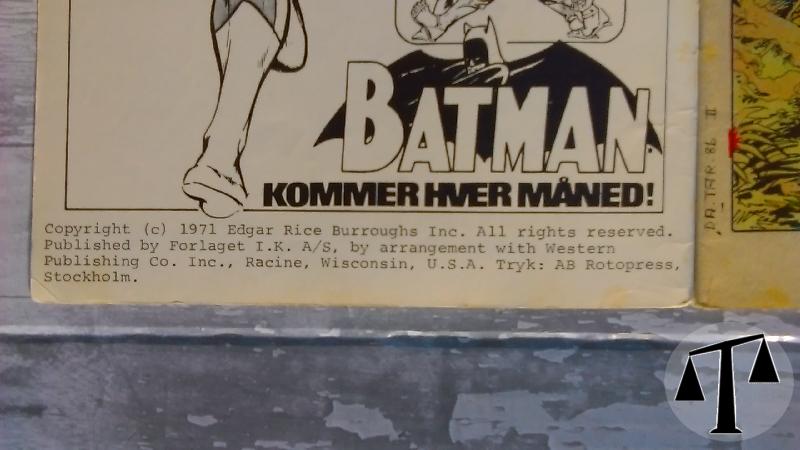 BATMAN
KOMMER HVER MÅNED!
Copyright (c) 1971 Edgar Rice Burroughs Inc. All rights reserved.
Published by Forlaget I.K. A/S, by arrangement with Western
Publishing Co. Inc., Racine, Wisconsin, U.S.A. Tryk: AB Rotopress,
Stockholm.